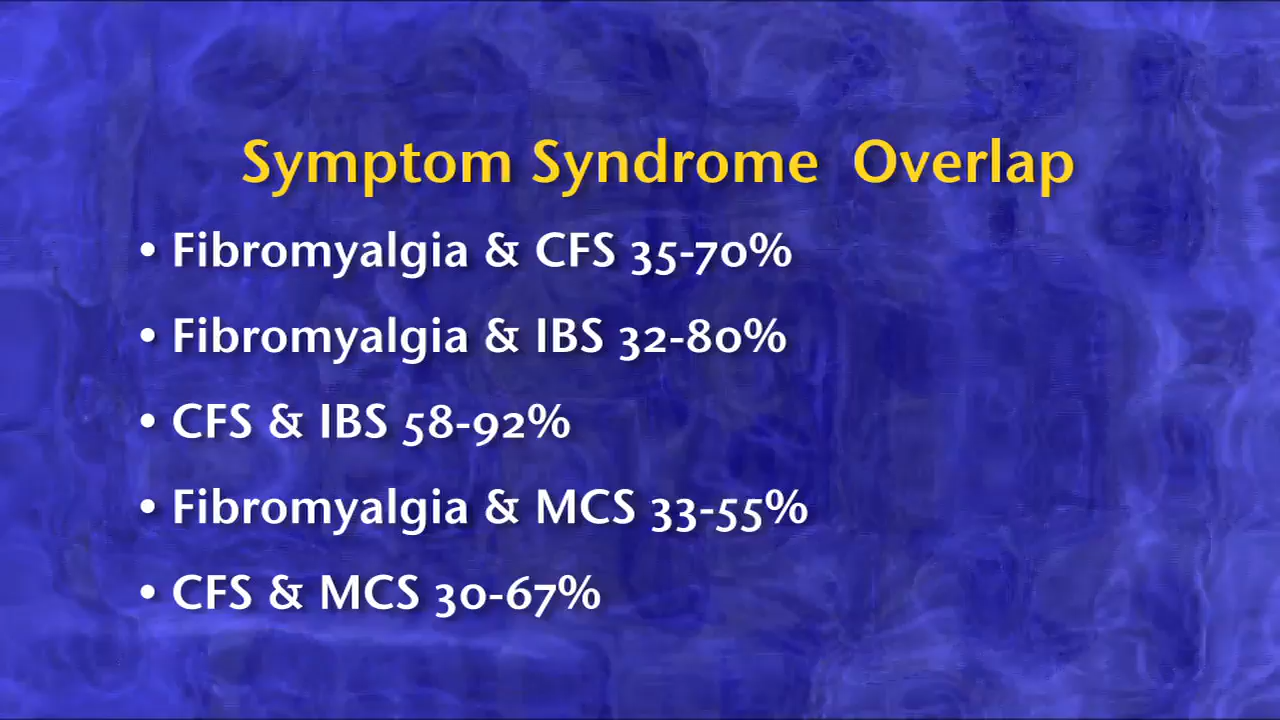 Symptom Syndrome Overlap
• Fibromyalgia & CFS 35-70%
• Fibromyalgia & IBS 32-80%
• CFS & IBS 58-92%
• Fibromyalgia & MCS 33-55%
• CFS & MCS 30-67%